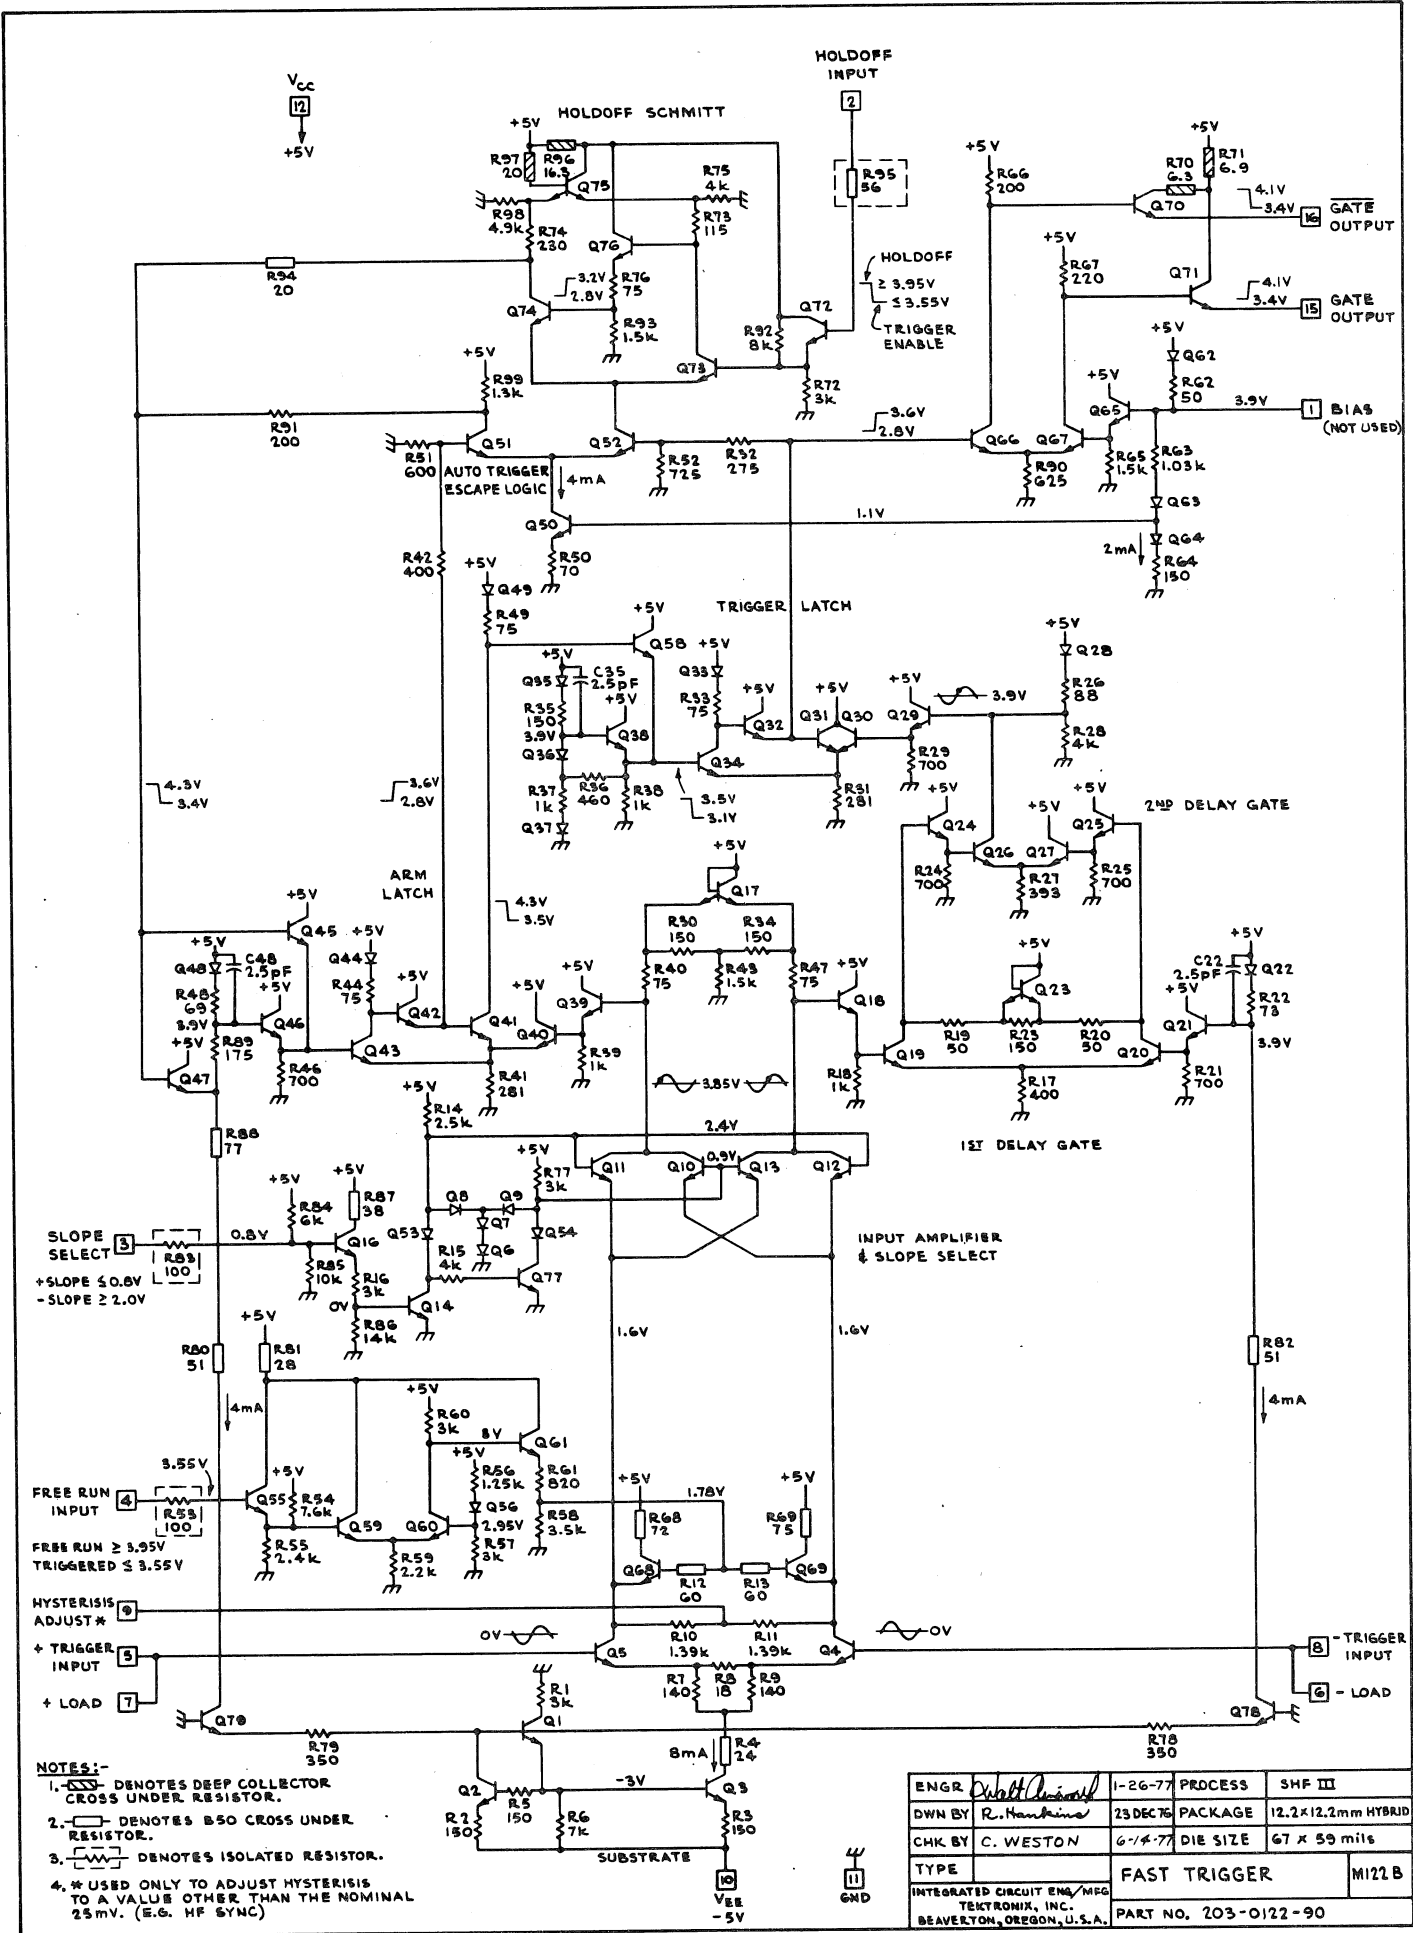 VCC
12
+5V
HOLDOFF SCHMITT
HOLDOFF
INPUT
2
+5V
R97
20
R96
16.3
Q75
R75
4k
R95
56
R98
4.9k
R74
230
R73
115
Q76
R94
20
3.2V
2.8V
R76
75
Q74
R93
1.5k
HOLDOFF
≥ 3.95V
≤ 3.55V
TRIGGER
ENABLE
Q72
R92
8k
Q73
R72
3k
+5V
R66
200
+5V
R70
6.3
R71
6.9
Q70
4.1V
3.4V
16
GATE
OUTPUT
+5V
R67
220
Q71
4.1V
3.4V
15
GATE
OUTPUT
+5V
Q62
R62
50
+5V
Q65
3.9V
1
BIAS
(NOT USED)
+5V
R99
1.3k
R91
200
R51
600
Q51
AUTO TRIGGER
ESCAPE LOGIC
Q52
4mA
R52
725
R32
275
3.6V
2.8V
Q66
Q67
R90
625
R65
1.5k
R63
1.03k
Q63
Q50
1.1V
Q64
2mA
R64
150
R50
70
R42
400
+5V
Q49
R49
75
TRIGGER LATCH
+5V
Q58
+5V
Q35
C35
2.5pF
R35
150
+5V
3.9V
Q38
Q36
R37
1k
R36
460
R38
1k
Q37
+5V
Q33
R33
75
+5V
Q32
Q34
3.5V
3.1V
Q31
Q30
R31
281
+5V
Q29
R29
700
3.9V
+5V
Q28
R26
88
R28
4k
4.3V
3.4V
3.6V
2.8V
+5V
Q24
+5V
Q25
2ND DELAY GATE
+5V
Q26
Q27
R24
700
R27
393
R25
700
ARM
LATCH
4.3V
3.5V
+5V
Q17
R30
150
R34
150
R40
75
R43
1.5k
R47
75
+5V
Q45
+5V
Q48
C48
2.5pF
R48
69
+5V
3.9V
Q46
+5V
R89
175
Q47
R46
700
+5V
Q44
R44
75
+5V
Q42
Q43
Q41
+5V
Q40
Q39
R39
1k
R41
281
+5V
Q18
R18
1k
3.85V
+5V
Q23
Q19
R19
50
R23
150
R20
50
Q20
R17
400
+5V
Q21
R21
700
+5V
C22
2.5pF
Q22
R22
73
3.9V
1ST DELAY GATE
R88
77
+5V
R14
2.5k
2.4V
Q11
Q10
0.9V
Q13
Q12
+5V
R77
3k
Q8
Q9
Q7
Q6
Q53
Q54
R15
4k
Q77
Q14
INPUT AMPLIFIER
& SLOPE SELECT
SLOPE
SELECT
3
R83
100
0.8V
+SLOPE ≤ 0.8V
-SLOPE ≥ 2.0V
+5V
R84
6k
+5V
R87
38
Q16
R85
10k
R16
3k
0V
R86
14k
1.6V
1.6V
+5V
R80
51
R81
28
R82
51
4mA
4mA
+5V
R60
3k
8V
Q61
+5V
R56
1.25k
R61
820
Q56
2.95V
R57
3k
R58
3.5k
1.78V
FREE RUN
INPUT
4
R53
100
3.55V
+5V
Q55
R54
7.6k
Q59
Q60
R55
2.4k
R59
2.2k
FREE RUN ≥ 3.95V
TRIGGERED ≤ 3.55V
+5V
R68
72
+5V
R69
75
Q68
R12
60
R13
60
Q69
HYSTERISIS
ADJUST *
9
R10
1.39k
R11
1.39k
0V
0V
+ TRIGGER
INPUT
5
Q5
Q4
8
- TRIGGER
INPUT
R7
140
R8
18
R9
140
+ LOAD
7
6
- LOAD
R1
3k
Q79
R79
350
Q1
R4
24
8mA
R78
350
Q78
-3V
Q2
R5
150
R2
150
R6
7k
Q3
R3
150
SUBSTRATE
10
VEE
-5V
11
GND
NOTES:-
1. - DENOTES DEEP COLLECTOR
CROSS UNDER RESISTOR.
2. - DENOTES B50 CROSS UNDER
RESISTOR.
3. DENOTES ISOLATED RESISTOR.
4. * USED ONLY TO ADJUST HYSTERISIS
TO A VALUE OTHER THAN THE NOMINAL
25mV. (E.G. HF SYNC)
ENGR 1-26-77 PROCESS SHF III
DWN BY R. Hankins 23 DEC 76 PACKAGE 12.2×12.2mm HYBRID
CHK BY C. WESTON 6-14-77 DIE SIZE 67 × 59 mils
TYPE
FAST TRIGGER
M122B
INTEGRATED CIRCUIT ENG/MFG
TEKTRONIX, INC.
BEAVERTON, OREGON, U.S.A.
PART NO. 203-0122-90